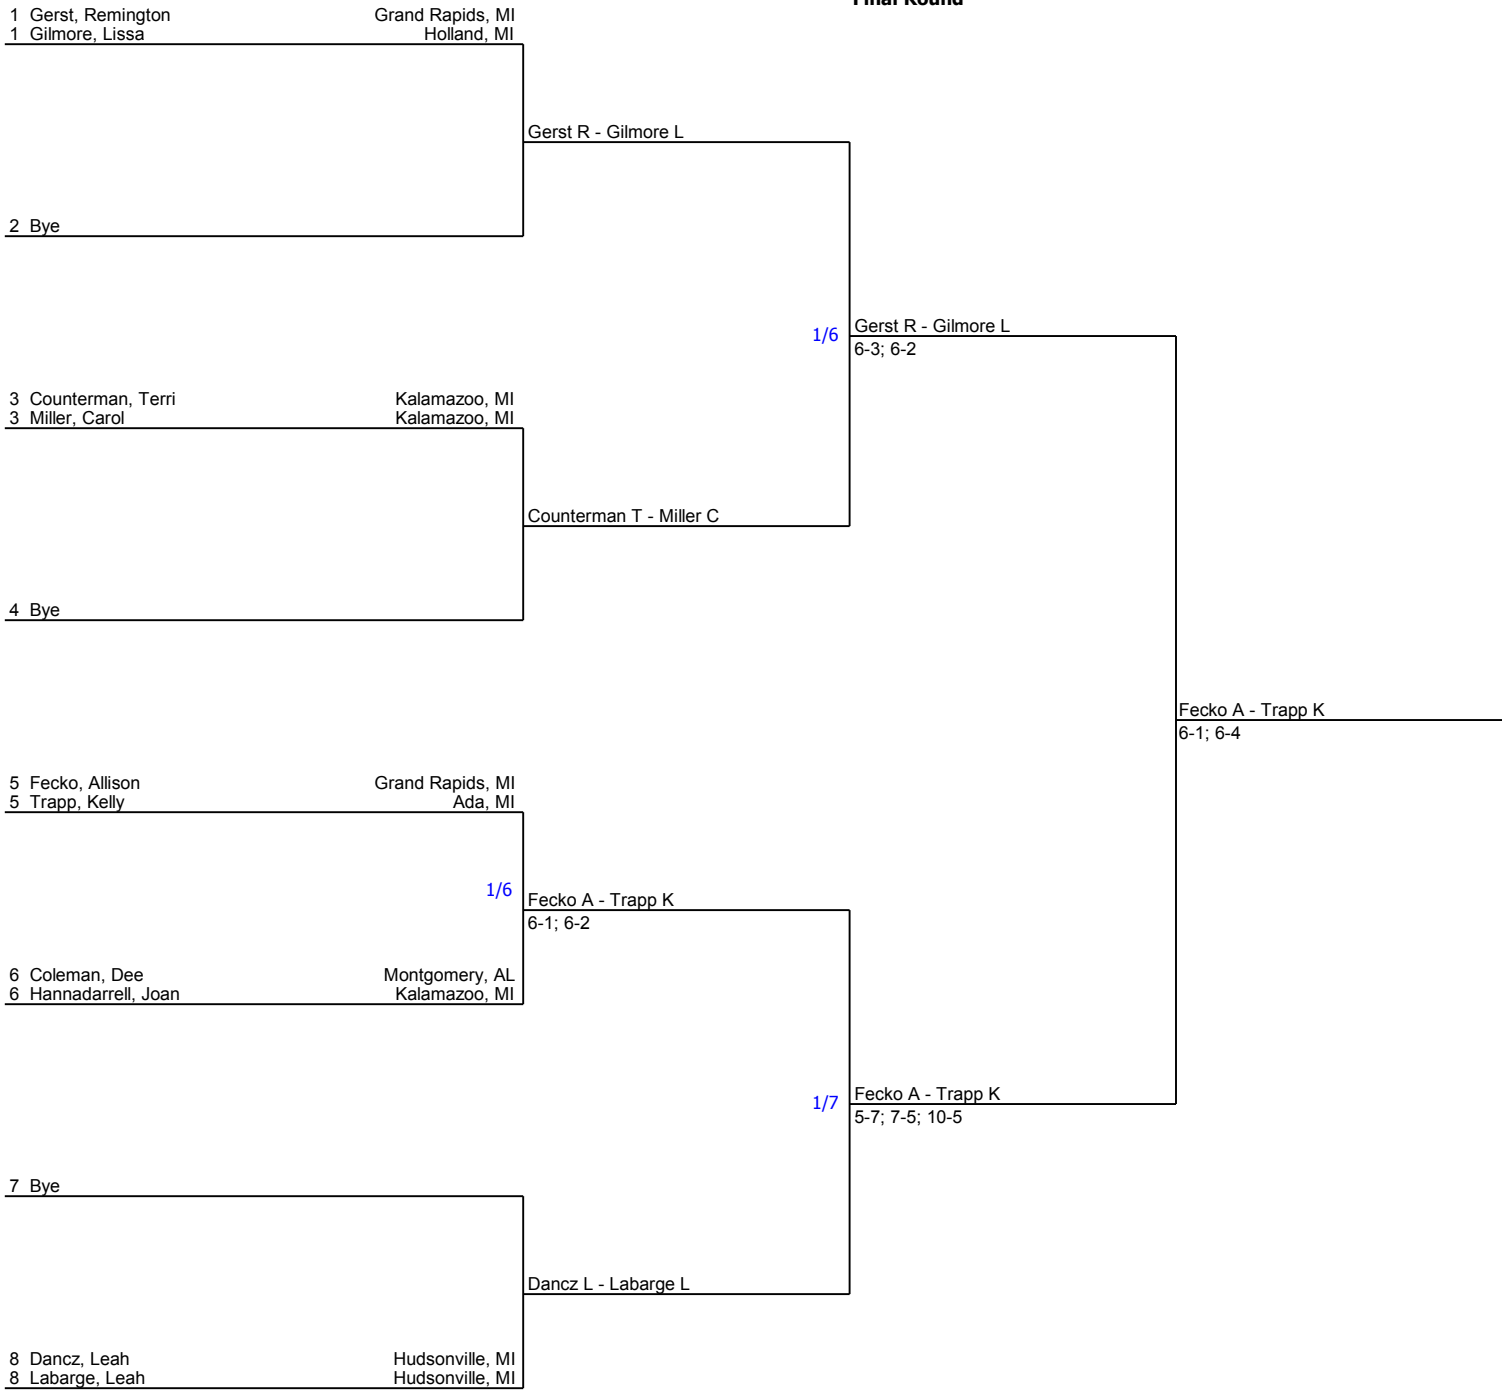 Final Round
1 Gerst, Remington Grand Rapids, MI
1 Gilmore, Lissa Holland, MI
Gerst R - Gilmore L
2 Bye
1/6 Gerst R - Gilmore L
6-3; 6-2
3 Counterman, Terri Kalamazoo, MI
3 Miller, Carol Kalamazoo, MI
Counterman T - Miller C
4 Bye
Fecko A - Trapp K
6-1; 6-4
5 Fecko, Allison Grand Rapids, MI
5 Trapp, Kelly Ada, MI
1/6 Fecko A - Trapp K
6-1; 6-2
6 Coleman, Dee Montgomery, AL
6 Hannadarrell, Joan Kalamazoo, MI
1/7 Fecko A - Trapp K
5-7; 7-5; 10-5
7 Bye
Dancz L - Labarge L
8 Dancz, Leah Hudsonville, MI
8 Labarge, Leah Hudsonville, MI